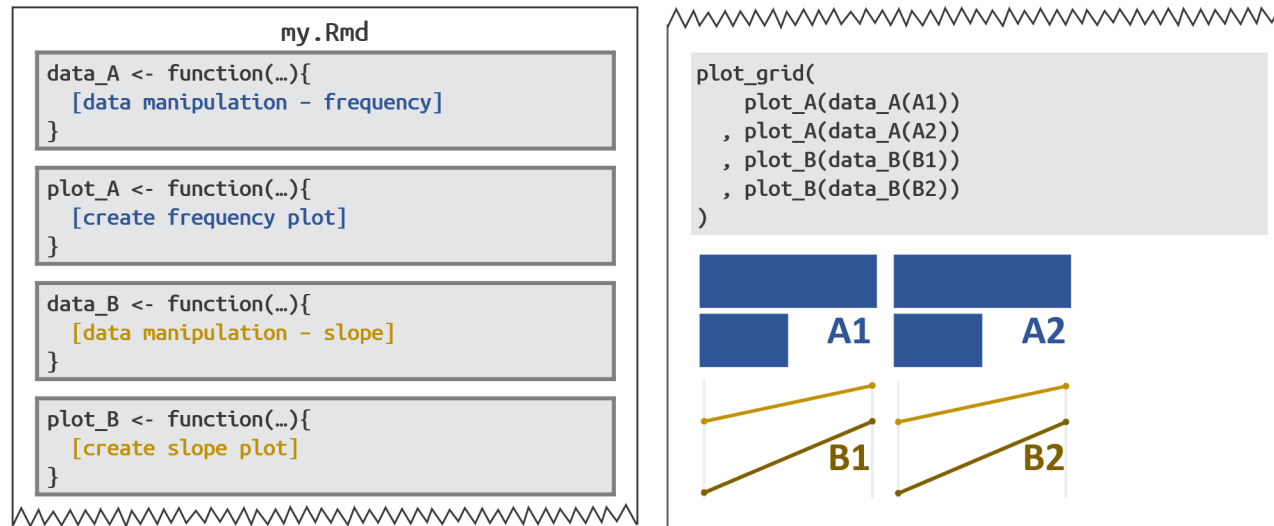 my.Rmd
data_A <- function(…){
  [data manipulation – frequency]
}
plot_A <- function(…){
  [create frequency plot]
}
data_B <- function(…){
  [data manipulation – slope]
}
plot_B <- function(…){
  [create slope plot]
}
plot_grid(
    plot_A(data_A(A1))
  , plot_A(data_A(A2))
  , plot_B(data_B(B1))
  , plot_B(data_B(B2))
)
A1 A2
B1 B2